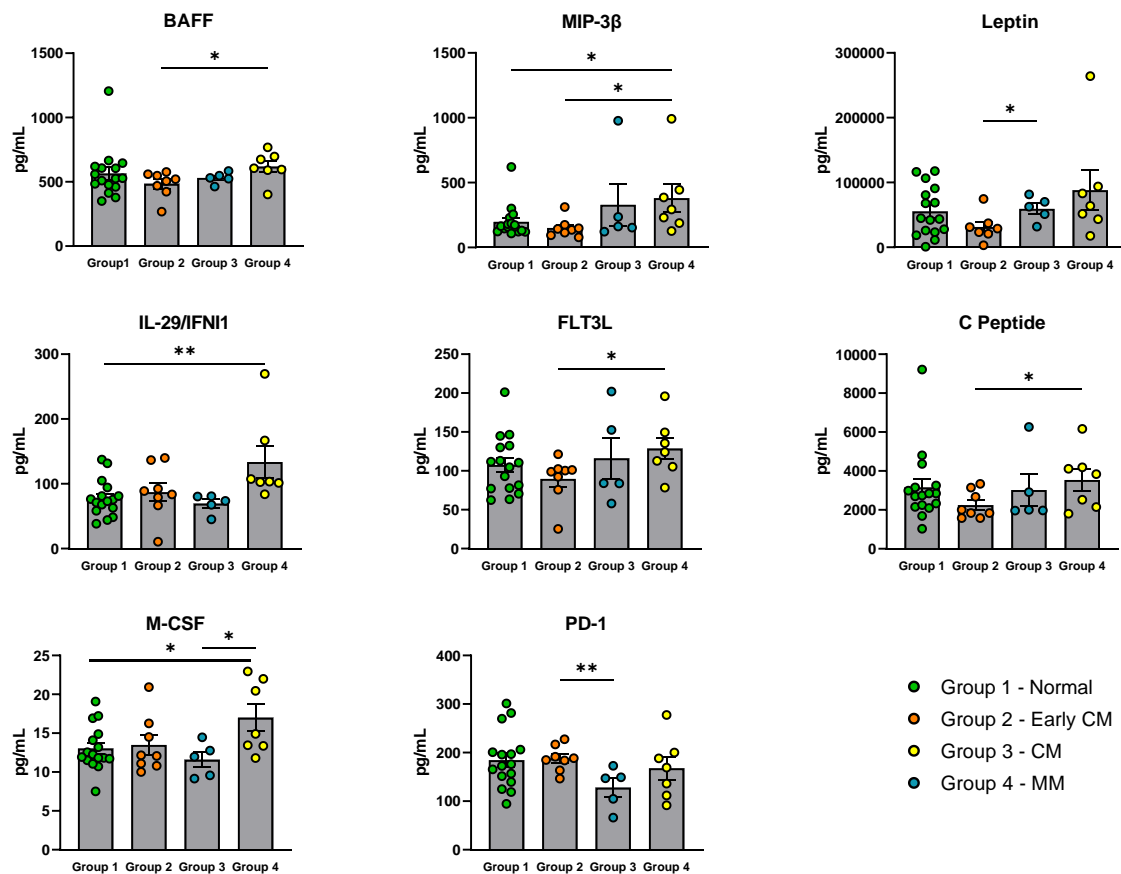 BAFF
1500
*
1000
pg/mL
500
0
Group1 Group 2 Group 3 Group 4
MIP-3β
1500
*
*
1000
pg/mL
500
0
Group 1 Group 2 Group 3 Group 4
Leptin
300000
200000
*
pg/mL
100000
0
Group 1 Group 2 Group 3 Group 4
IL-29/IFNl1
300
**
200
pg/mL
100
0
Group 1 Group 2 Group 3 Group 4
FLT3L
250
*
200
150
pg/mL
100
50
0
Group 1 Group 2 Group 3 Group 4
C Peptide
10000
*
8000
6000
pg/mL
4000
2000
0
Group 1 Group 2 Group 3 Group 4
M-CSF
*
*
25
20
15
pg/mL
10
5
0
Group 1 Group 2 Group 3 Group 4
PD-1
400
**
300
pg/mL
200
100
0
Group 1 Group 2 Group 3 Group 4
Group 1 - Normal
Group 2 - Early CM
Group 3 - CM
Group 4 - MM